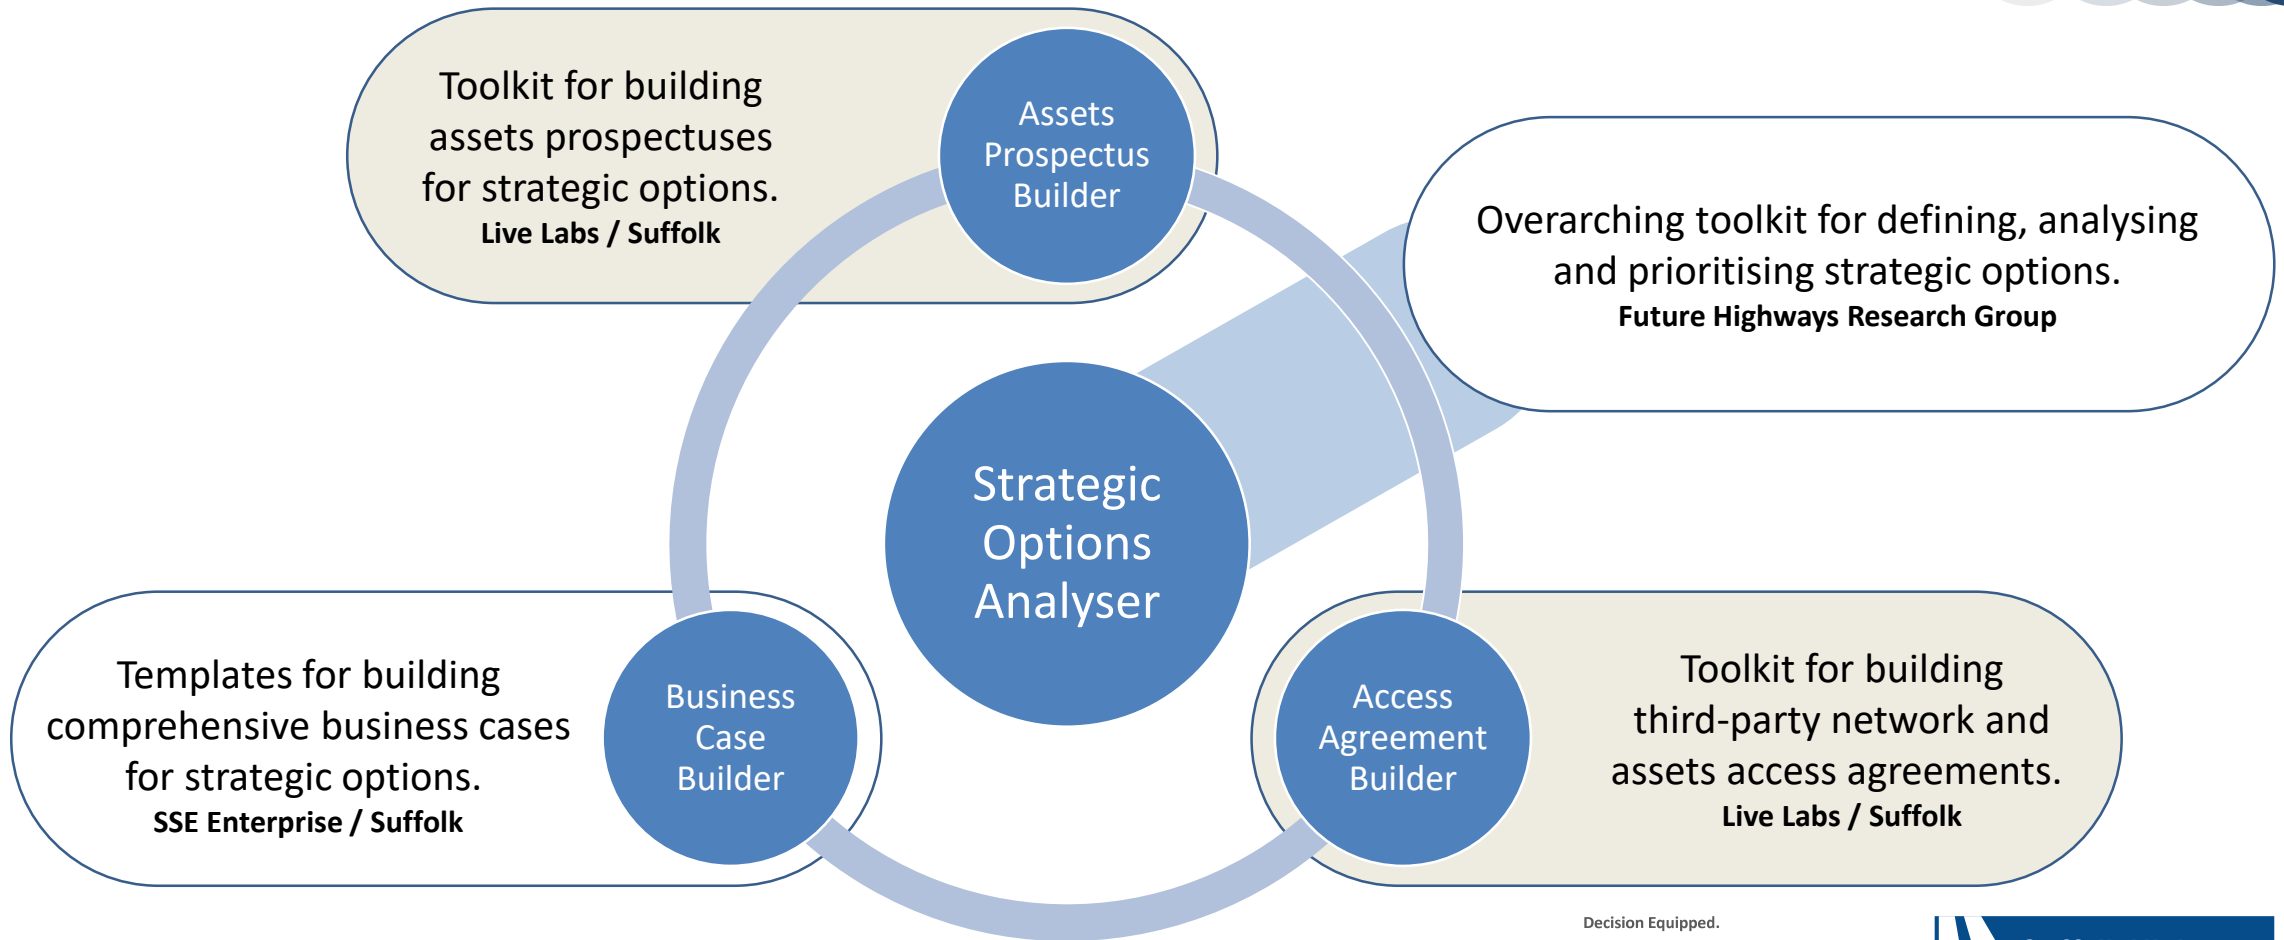 Toolkit for building
assets prospectuses
for strategic options.
Live Labs / Suffolk
Assets
Prospectus
Builder
Overarching toolkit for defining, analysing
and prioritising strategic options.
Future Highways Research Group
Strategic
Options
Analyser
Templates for building
comprehensive business cases
for strategic options.
SSE Enterprise / Suffolk
Business
Case
Builder
Access
Agreement
Builder
Toolkit for building
third-party network and
assets access agreements.
Live Labs / Suffolk
Decision Equipped.